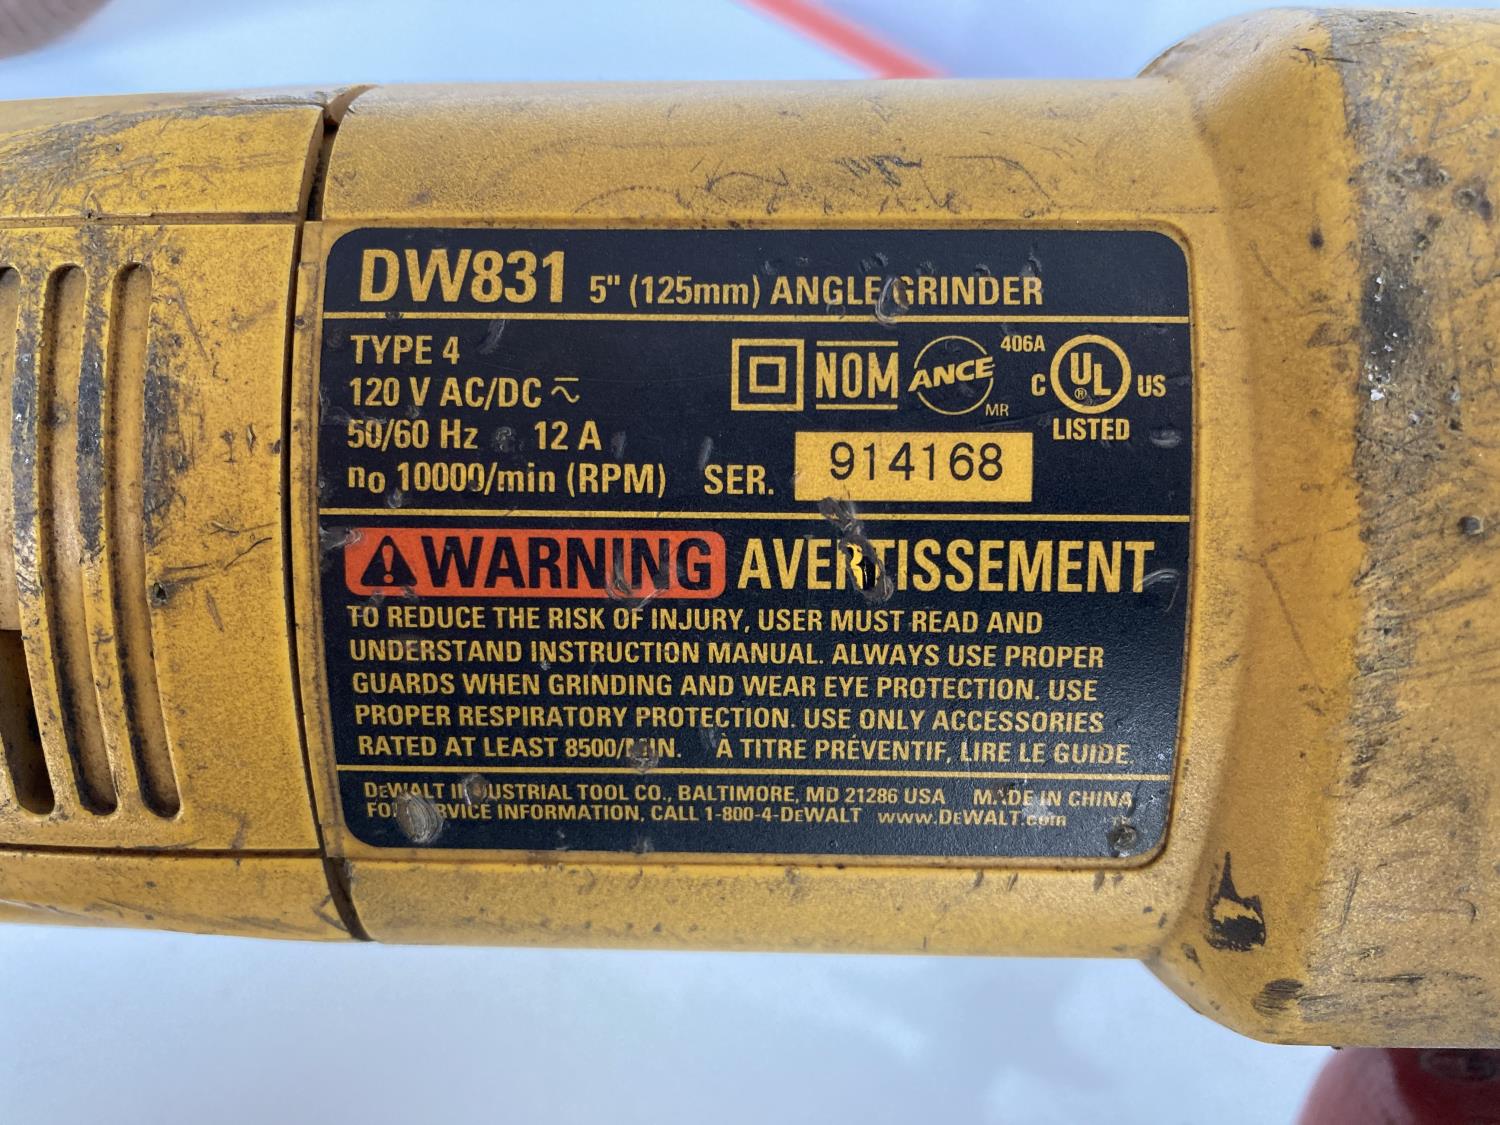 DW831 5" (125mm) ANGLE GRINDER
TYPE 4
120 V AC/DC
50/60 Hz 12 A
no 10000/min (RPM)
NOM ANCE MR
406A
C UL ® US
LISTED
SER. 914168
WARNING AVERTISSEMENT
TO REDUCE THE RISK OF INJURY, USER MUST READ AND
UNDERSTAND INSTRUCTION MANUAL. ALWAYS USE PROPER
GUARDS WHEN GRINDING AND WEAR EYE PROTECTION. USE
PROPER RESPIRATORY PROTECTION. USE ONLY ACCESSORIES
RATED AT LEAST 8500/MIN. À TITRE PRÉVENTIF, LIRE LE GUIDE.
DEWALT INDUSTRIAL TOOL CO., BALTIMORE, MD 21286 USA MADE IN CHINA
FOR SERVICE INFORMATION, CALL 1-800-4-DEWALT www.DEWALT.com